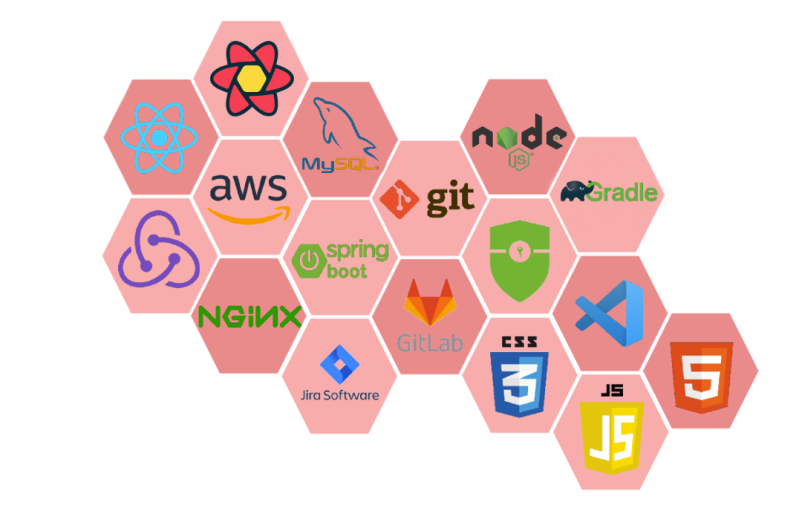 MySQL
node
JS
aws
git
Gradle
spring
boot
NGiNX
GitLab
CSS
3
Jira Software
JS
JS
5